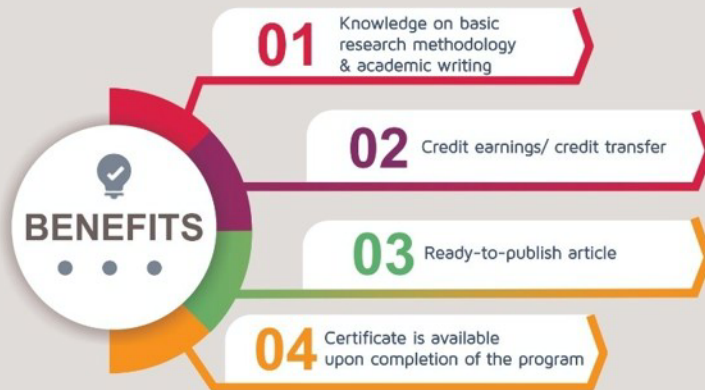 BENEFITS
01
Knowledge on basic
research methodology
& academic writing
02
Credit earnings/ credit transfer
03
Ready-to-publish article
04
Certificate is available
upon completion of the program